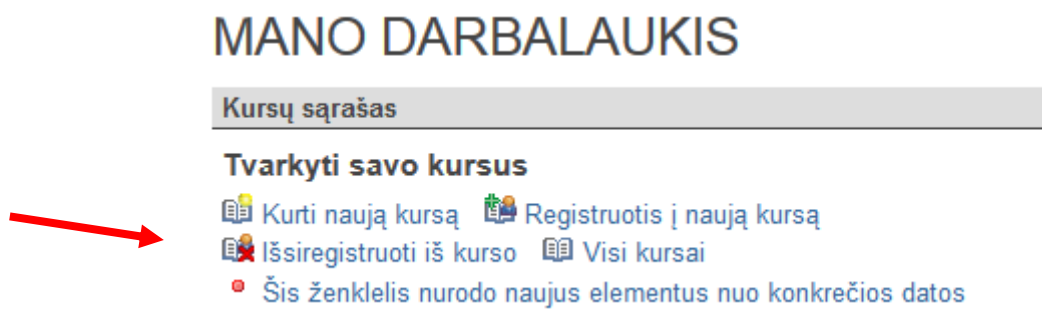 MANO DARBALAUKIS
Kursų sąrašas
Tvarkyti savo kursus
Kurti naują kursą Registruotis į naują kursą
Išsiregistruoti iš kurso Visi kursai
Šis ženklelis nurodo naujus elementus nuo konkrečios datos